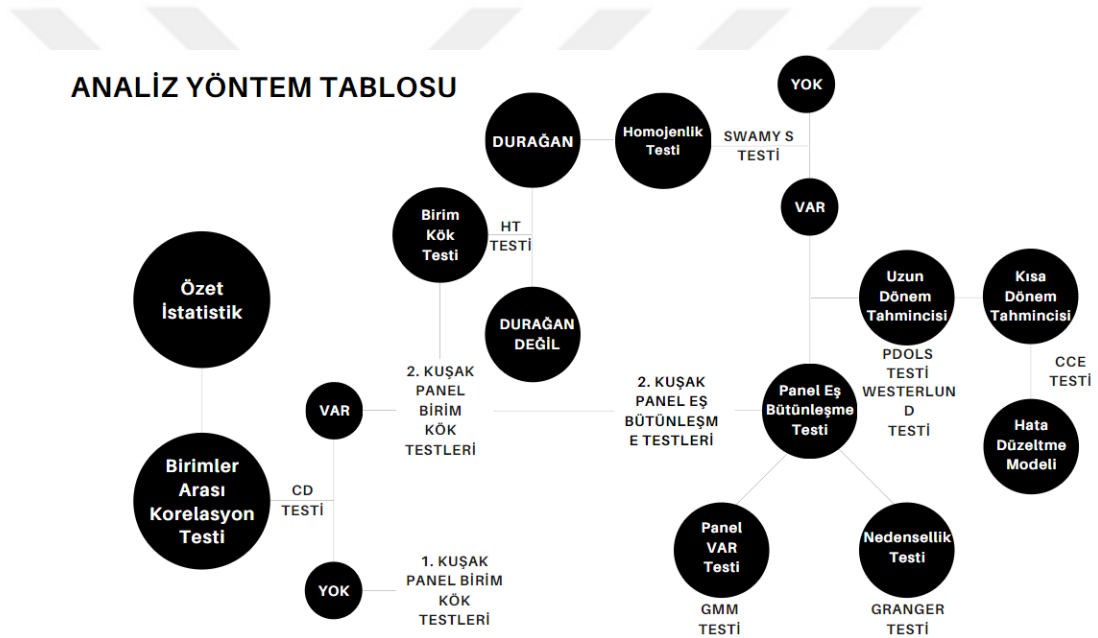 ANALİZ YÖNTEM TABLOSU
YOK
DURAĞAN
Homojenlik
Testi
SWAMY S
TESTİ
VAR
Birim
Kök
Testi
HT
TESTİ
Özet
İstatistik
DURAĞAN
DEĞİL
Uzun
Dönem
Tahmincisi
Kısa
Dönem
Tahmincisi
PDOLS
TESTİ
WESTERLUN
D
TESTİ
CCE
TESTİ
VAR
2. KUŞAK
PANEL
BİRİM
KÖK
TESTLERİ
2. KUŞAK
PANEL EŞ
BÜTÜNLEŞM
E TESTLERİ
Panel Eş
Bütünleşme
Testi
Hata
Düzeltme
Modeli
Birimler
Arası
Korelasyon
Testi
CD
TESTİ
YOK
1. KUŞAK
PANEL BİRİM
KÖK
TESTLERİ
Panel
VAR
Testi
GMM
TESTİ
Nedensellik
Testi
GRANGER
TESTİ